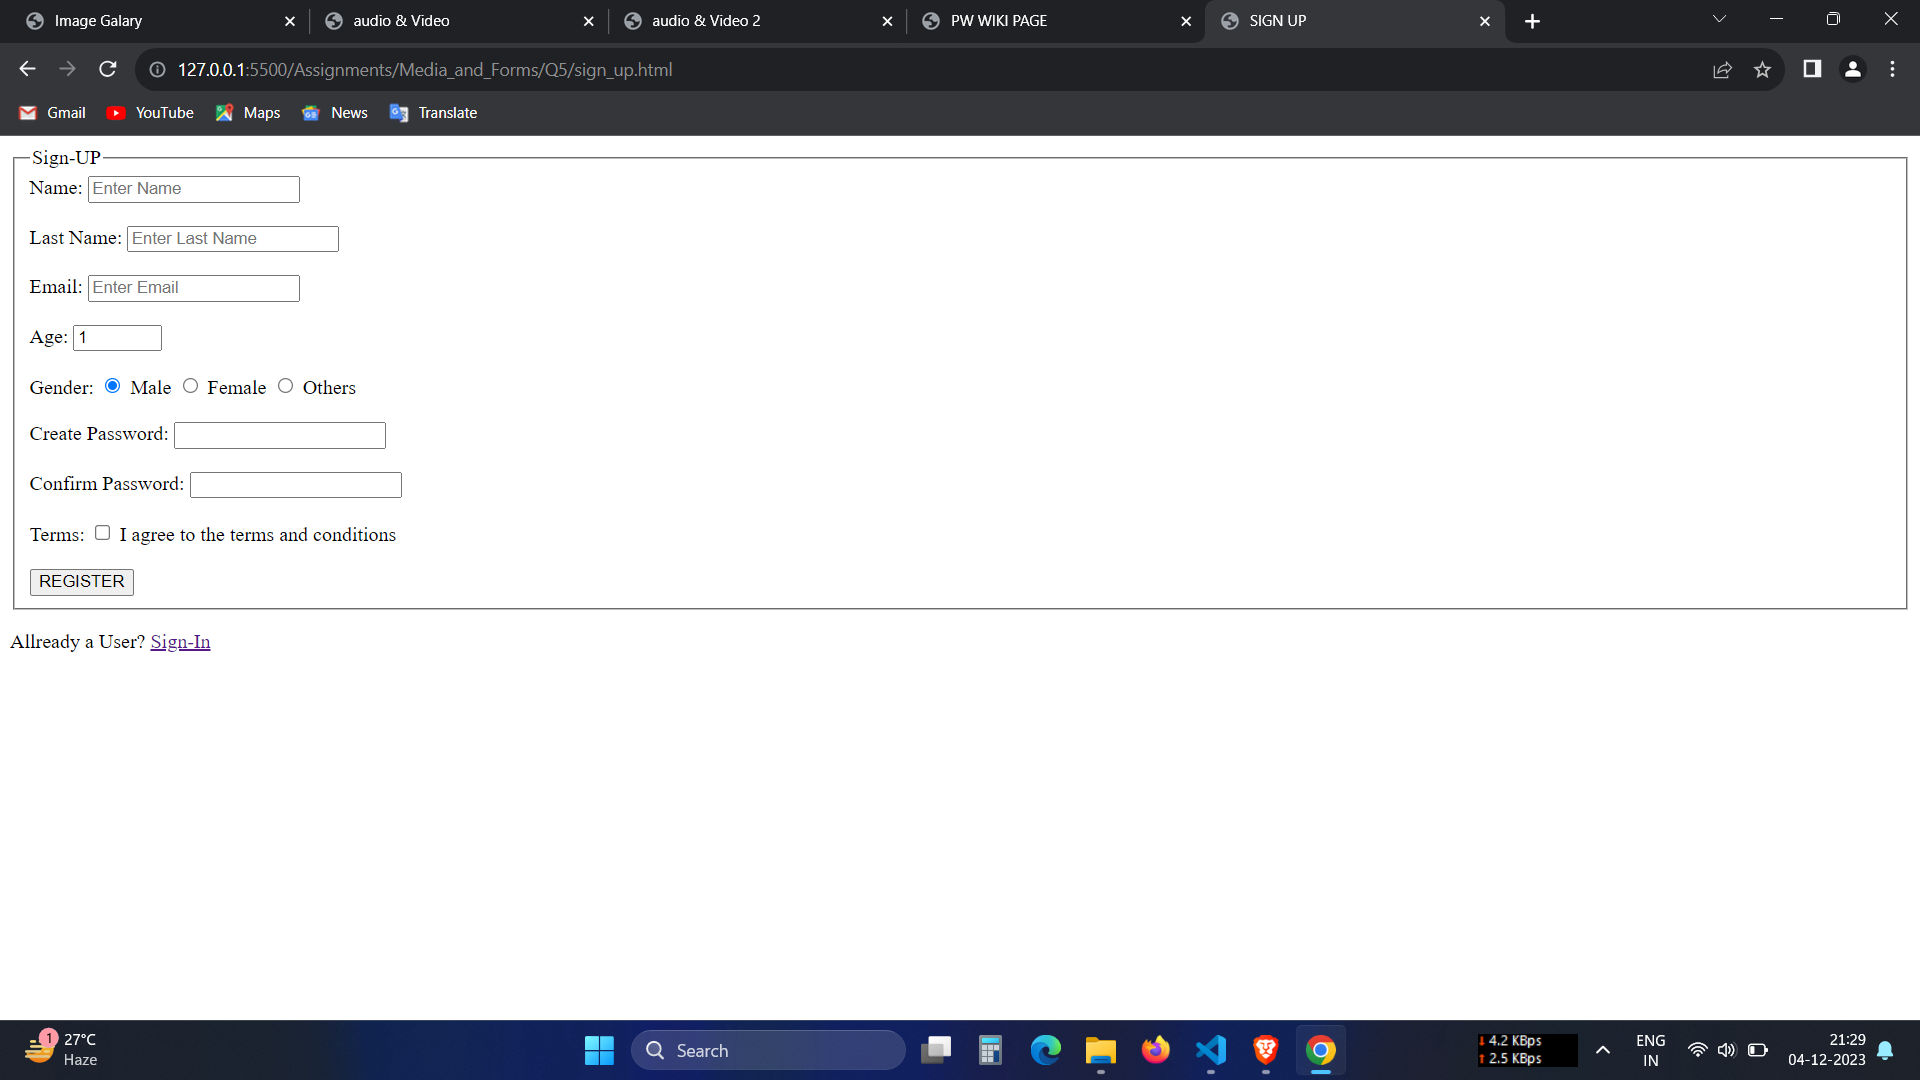 Image Galary
audio & Video
audio & Video 2
PW WIKI PAGE
SIGN UP
127.0.0.1:5500/Assignments/Media_and_Forms/Q5/sign_up.html
Gmail YouTube Maps News Translate
Sign-UP
Name: Enter Name
Last Name: Enter Last Name
Email: Enter Email
Age: 1
Gender: Male Female Others
Create Password:
Confirm Password:
Terms: I agree to the terms and conditions
REGISTER
Allready a User? Sign-In
1
27°C
Haze
Search
4.2 KBps
2.5 KBps
ENG
IN
21:29
04-12-2023